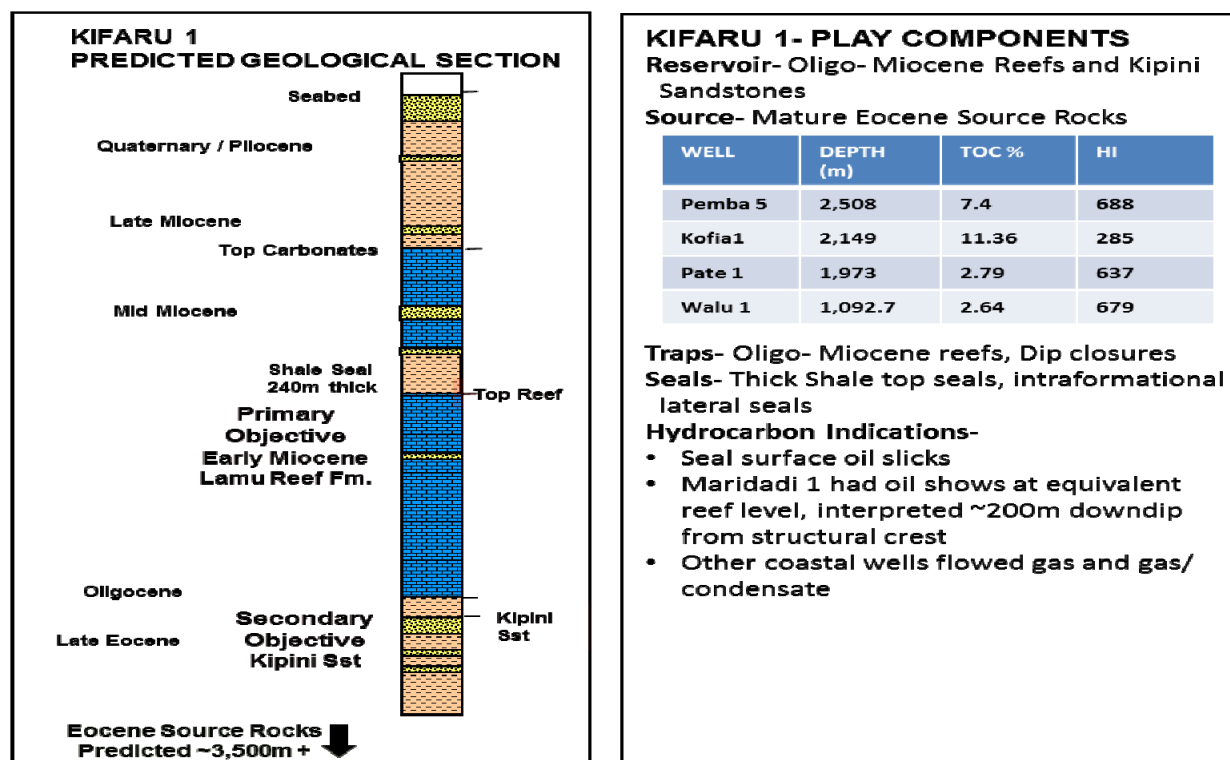 KIFARU 1
PREDICTED GEOLOGICAL SECTION
Seabed
Quaternary / Pliocene
Late Miocene
Top Carbonates
Mid Miocene
Shale Seal
240m thick
Top Reef
Primary
Objective
Early Miocene
Lamu Reef Fm.
Oligocene
Secondary
Objective
Kipini Sst
Kipini
Sst
Late Eocene
Eocene Source Rocks
Predicted ~3,500m +
KIFARU 1- PLAY COMPONENTS
Reservoir- Oligo- Miocene Reefs and Kipini
Sandstones
Source- Mature Eocene Source Rocks
WELL DEPTH (m) TOC % HI
Pemba 5 2,508 7.4 688
Kofia1 2,149 11.36 285
Pate 1 1,973 2.79 637
Walu 1 1,092.7 2.64 679
Traps- Oligo- Miocene reefs, Dip closures
Seals- Thick Shale top seals, intraformational
lateral seals
Hydrocarbon Indications-
• Seal surface oil slicks
• Maridadi 1 had oil shows at equivalent
reef level, interpreted ~200m downdip
from structural crest
• Other coastal wells flowed gas and gas/
condensate